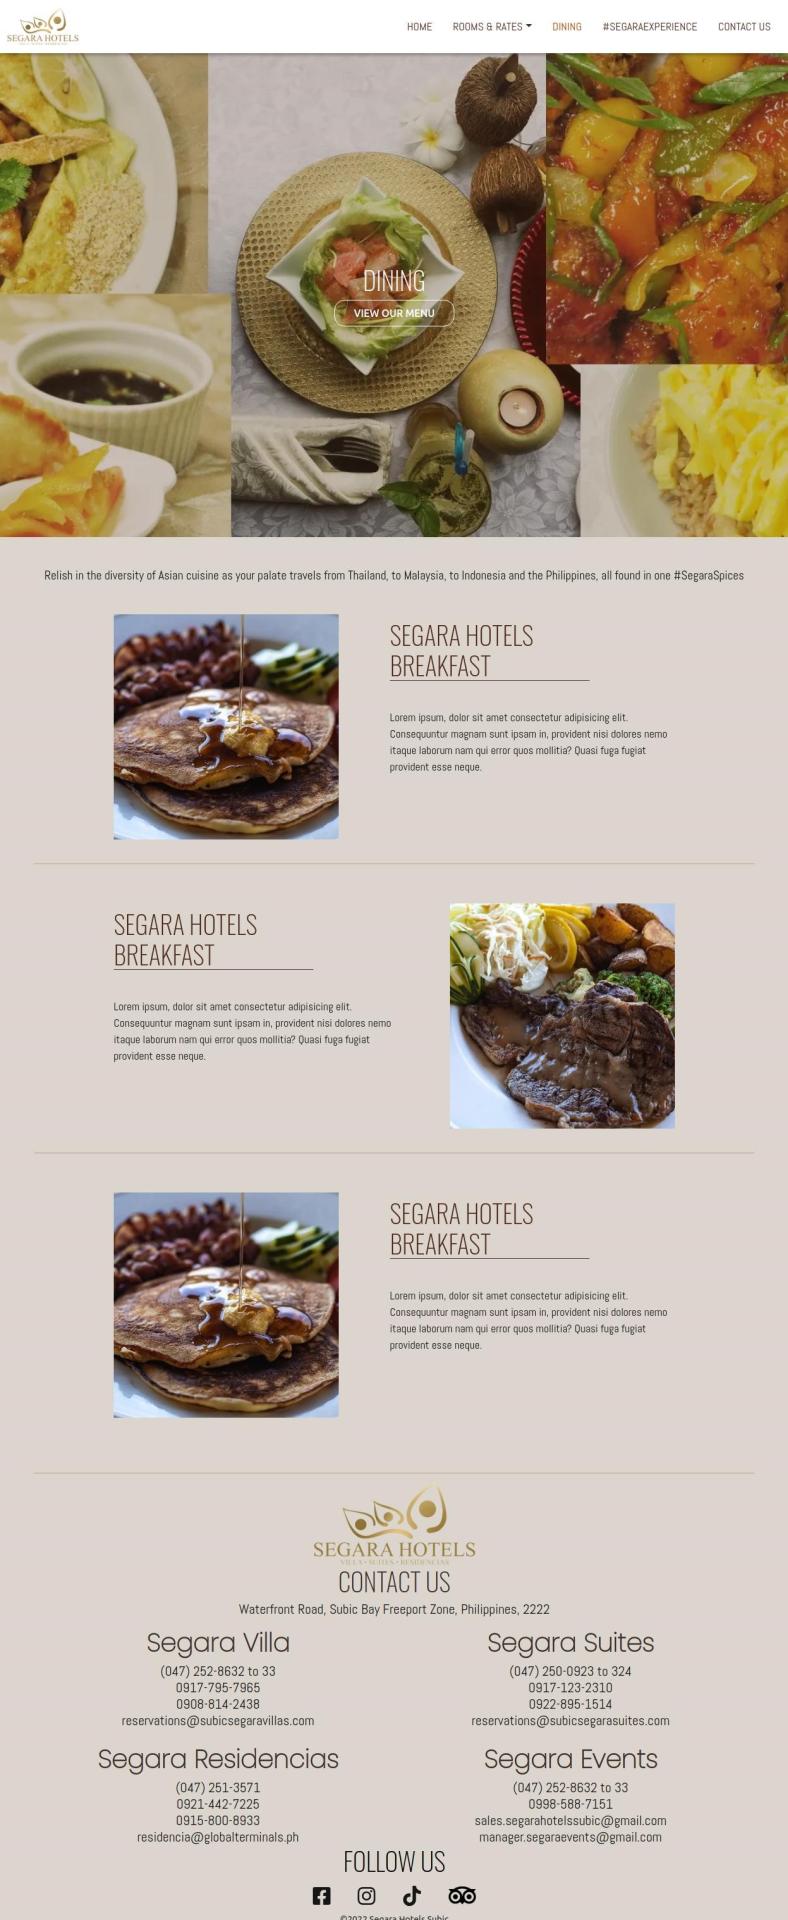 SEGARA HOTELS
HOME
ROOMS & RATES
DINING
#SEGARAEXPERIENCE
CONTACT US
DINING
VIEW OUR MENU
Relish in the diversity of Asian cuisine as your palate travels from Thailand, to Malaysia, to Indonesia and the Philippines, all found in one #SegaraSpices
SEGARA HOTELS
BREAKFAST
Lorem ipsum, dolor sit amet consectetur adipisicing elit.
Consequuntur magnam sunt ipsam in, provident nisi dolores nemo
itaque laborum nam qui error quos mollitia? Quasi fuga fugiat
provident esse neque.
SEGARA HOTELS
BREAKFAST
Lorem ipsum, dolor sit amet consectetur adipisicing elit.
Consequuntur magnam sunt ipsam in, provident nisi dolores nemo
itaque laborum nam qui error quos mollitia? Quasi fuga fugiat
provident esse neque.
SEGARA HOTELS
BREAKFAST
Lorem ipsum, dolor sit amet consectetur adipisicing elit.
Consequuntur magnam sunt ipsam in, provident nisi dolores nemo
itaque laborum nam qui error quos mollitia? Quasi fuga fugiat
provident esse neque.
SEGARA HOTELS
VILLA • SUITES • RESIDENCIAS
CONTACT US
Waterfront Road, Subic Bay Freeport Zone, Philippines, 2222
Segara Villa
(047) 252-8632 to 33
0917-795-7965
0908-814-2438
reservations@subicsegaravillas.com
Segara Suites
(047) 250-0923 to 324
0917-123-2310
0922-895-1514
reservations@subicsegarasuites.com
Segara Residencias
(047) 251-3571
0921-442-7225
0915-800-8933
residencia@globalterminals.ph
Segara Events
(047) 252-8632 to 33
0998-588-7151
sales.segarahotelssubic@gmail.com
manager.segaraevents@gmail.com
FOLLOW US
©2022 Segara Hotels Subic